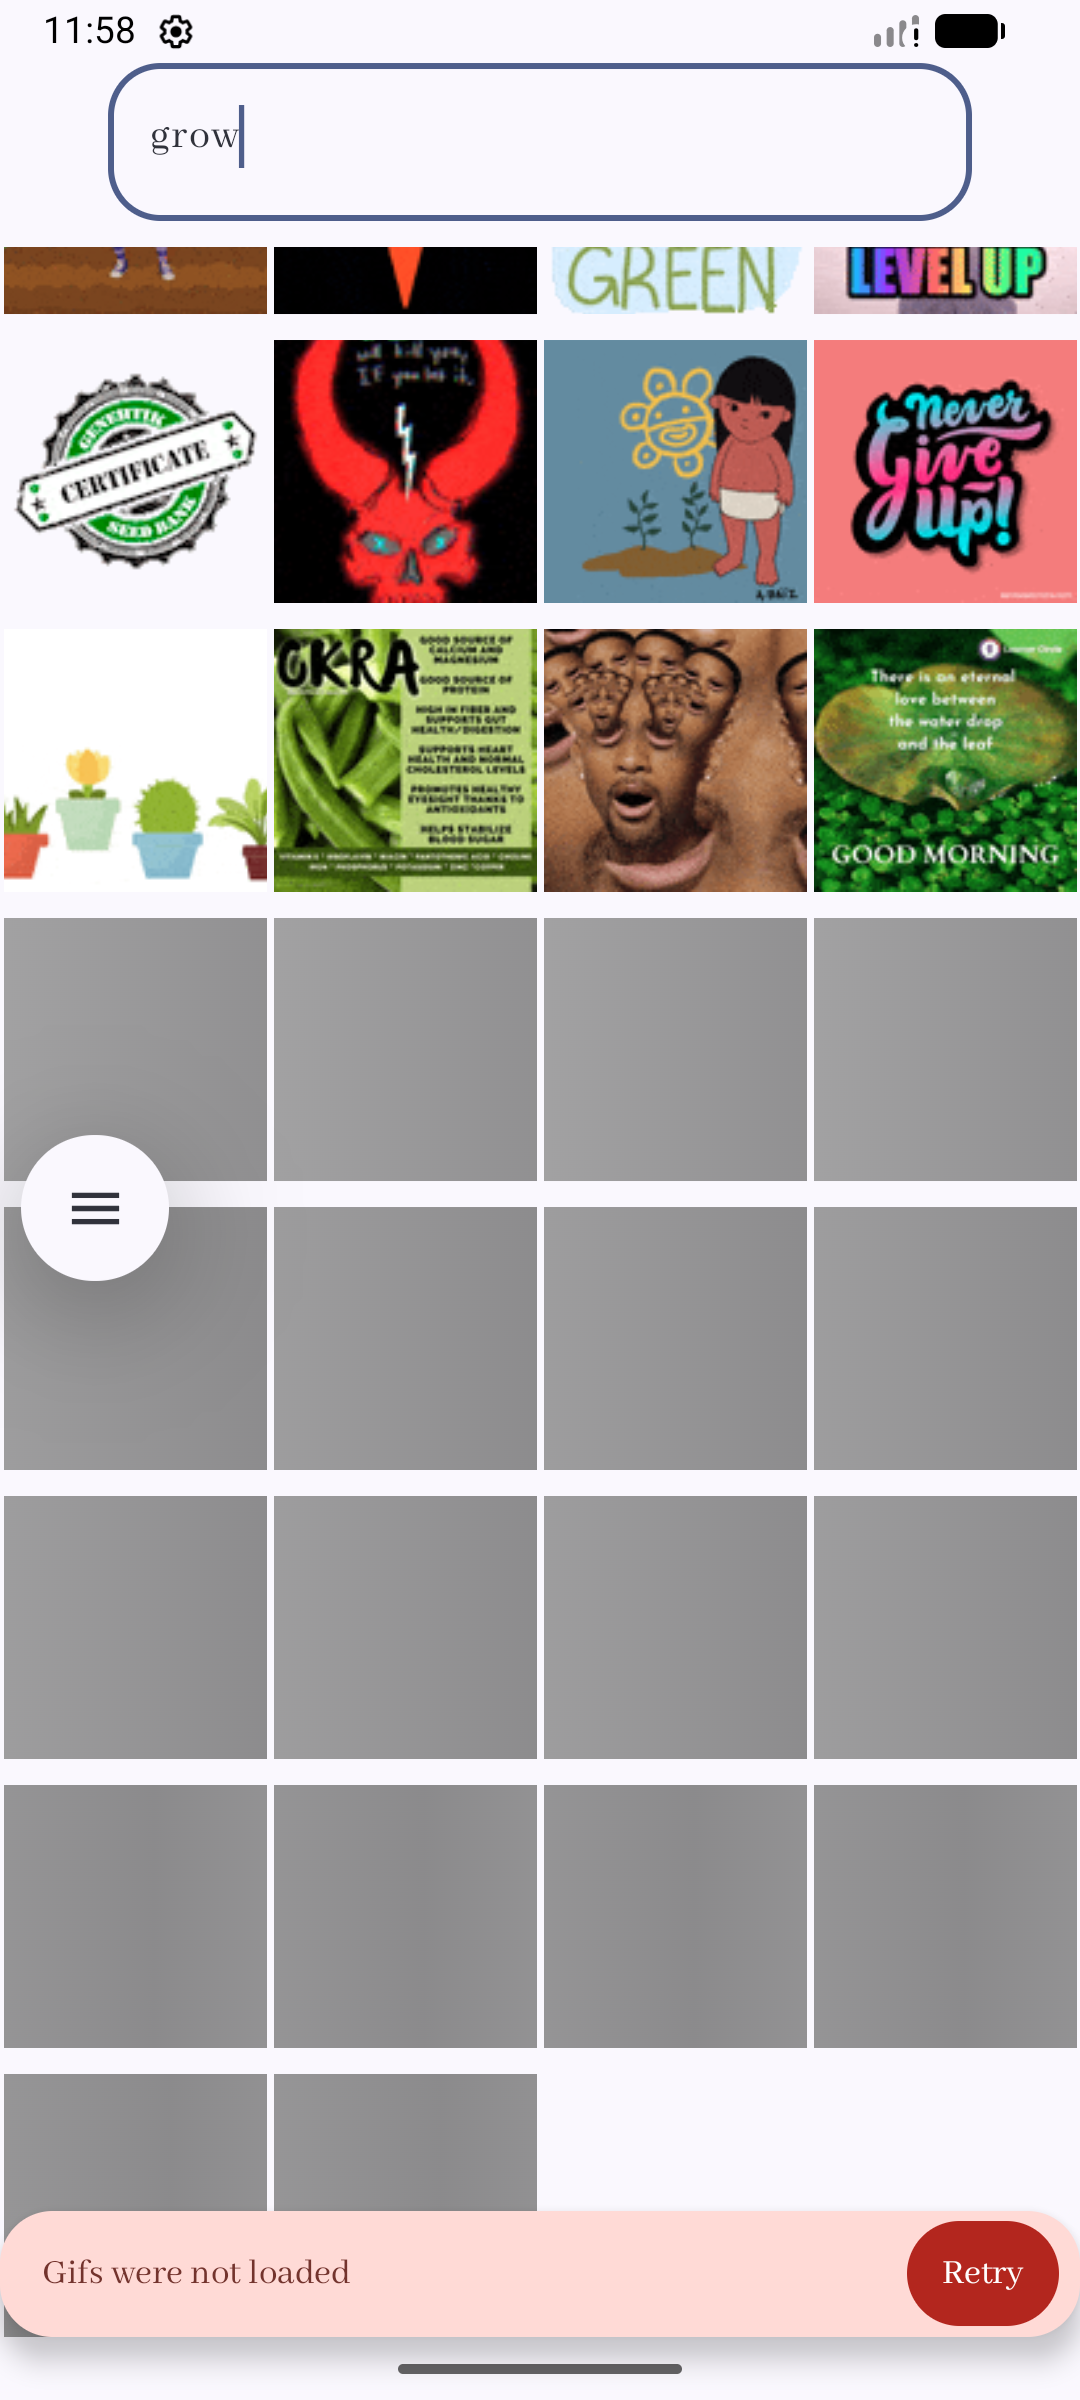 11:58
grow
GREEN
LEVEL UP
GENEHTIK
CERTIFICATE
SEED BANK
will kill you,
If you let it.
Never
Give
Up!
OKRA
GOOD SOURCE OF
CALCIUM AND
MAGNESIUM
GOOD SOURCE OF
PROTEIN
HIGH IN FIBER AND
SUPPORTS GUT
HEALTH/DIGESTION
SUPPORTS HEART
HEALTH AND NORMAL
CHOLESTEROL LEVELS
PROMOTES HEALTHY
EYESIGHT THANKS TO
ANTIOXIDANTS
HELPS STABILIZE
BLOOD SUGAR
There is an eternal
love between
the water drop
and the leaf
GOOD MORNING
Gifs were not loaded
Retry